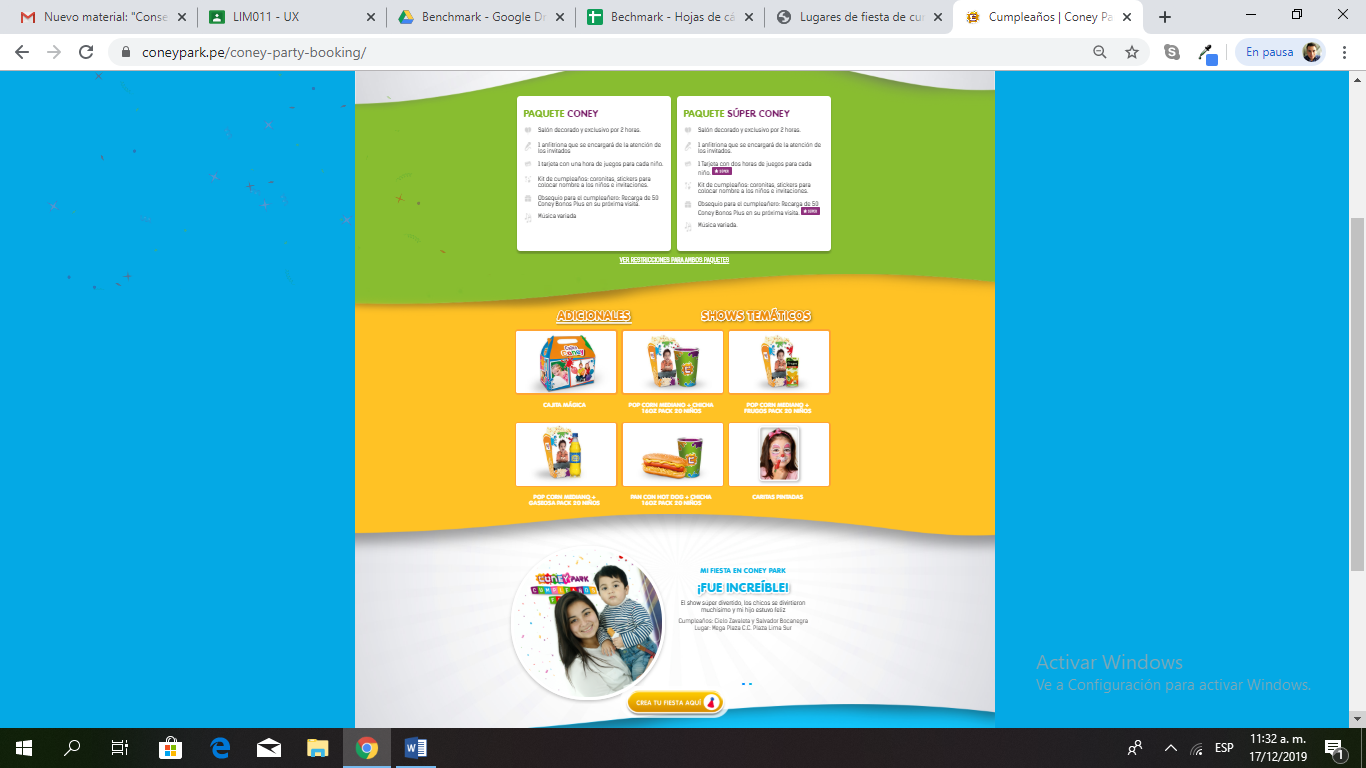 Nuevo material: "Conse
LIM011 - UX
Benchmark - Google Dr
Bechmark - Hojas de cá
Lugares de fiesta de cu
Cumpleaños | Coney Pa
coneypark.pe/coney-party-booking/
En pausa
PAQUETE CONEY
Salón decorado y exclusivo por 2 horas.
1 anfitriona que se encargará de la atención de
los invitados.
1 tarjeta con una hora de juegos para cada niño.
Kit de cumpleaños: coronitas, stickers para
colocar nombre a los niños e invitaciones.
Obsequio para el cumpleañero: Recarga de 50
Coney Bonos Plus en su próxima visita.
Música variada
PAQUETE SÚPER CONEY
Salón decorado y exclusivo por 2 horas.
1 anfitriona que se encargará de la atención de
los invitados.
1 Tarjeta con dos horas de juegos para cada
niño. SÚPER
Kit de cumpleaños: coronitas, stickers para
colocar nombre a los niños e invitaciones.
Obsequio para el cumpleañero: Recarga de 50
Coney Bonos Plus en su próxima visita. SÚPER
Música variada.
VER RESTRICCIONES PARA AMBOS PAQUETES
ADICIONALES
SHOWS TEMÁTICOS
CAJITA MÁGICA
POP CORN MEDIANO + CHICHA
16OZ PACK 20 NIÑOS
POP CORN MEDIANO +
FRUGOS PACK 20 NIÑOS
POP CORN MEDIANO +
GASEOSA PACK 20 NIÑOS
PAN CON HOT DOG + CHICHA
16OZ PACK 20 NIÑOS
CARITAS PINTADAS
CONEY PARK
CUMPLEAÑOS
MI FIESTA EN CONEY PARK
¡FUE INCREÍBLE!
El show super divertido, los chicos se divirtieron
muchísimo y mi hijo estuvo feliz
Cumpleaños: Cielo Zavaleta y Salvador Bocanegra
Lugar: Mega Plaza C.C. Plaza Lima Sur
CREA TU FIESTA AQUÍ
Activar Windows
Ve a Configuración para activar Windows.
ESP
11:32 a. m.
17/12/2019
1